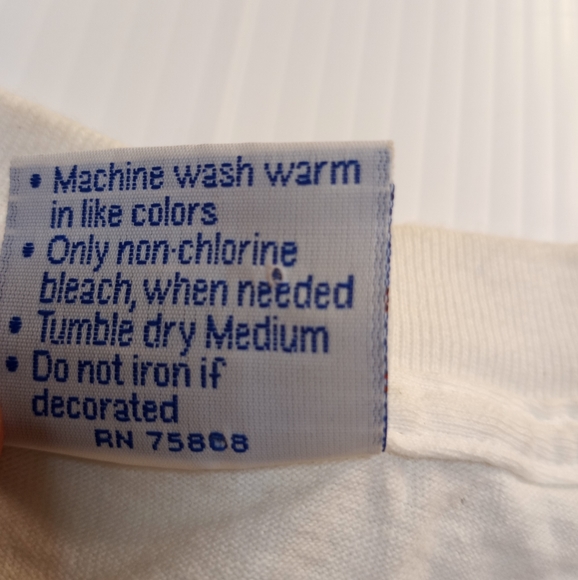 • Machine wash warm
in like colors
• Only non-chlorine
bleach, when needed
• Tumble dry Medium
• Do not iron if
decorated
RN 75868